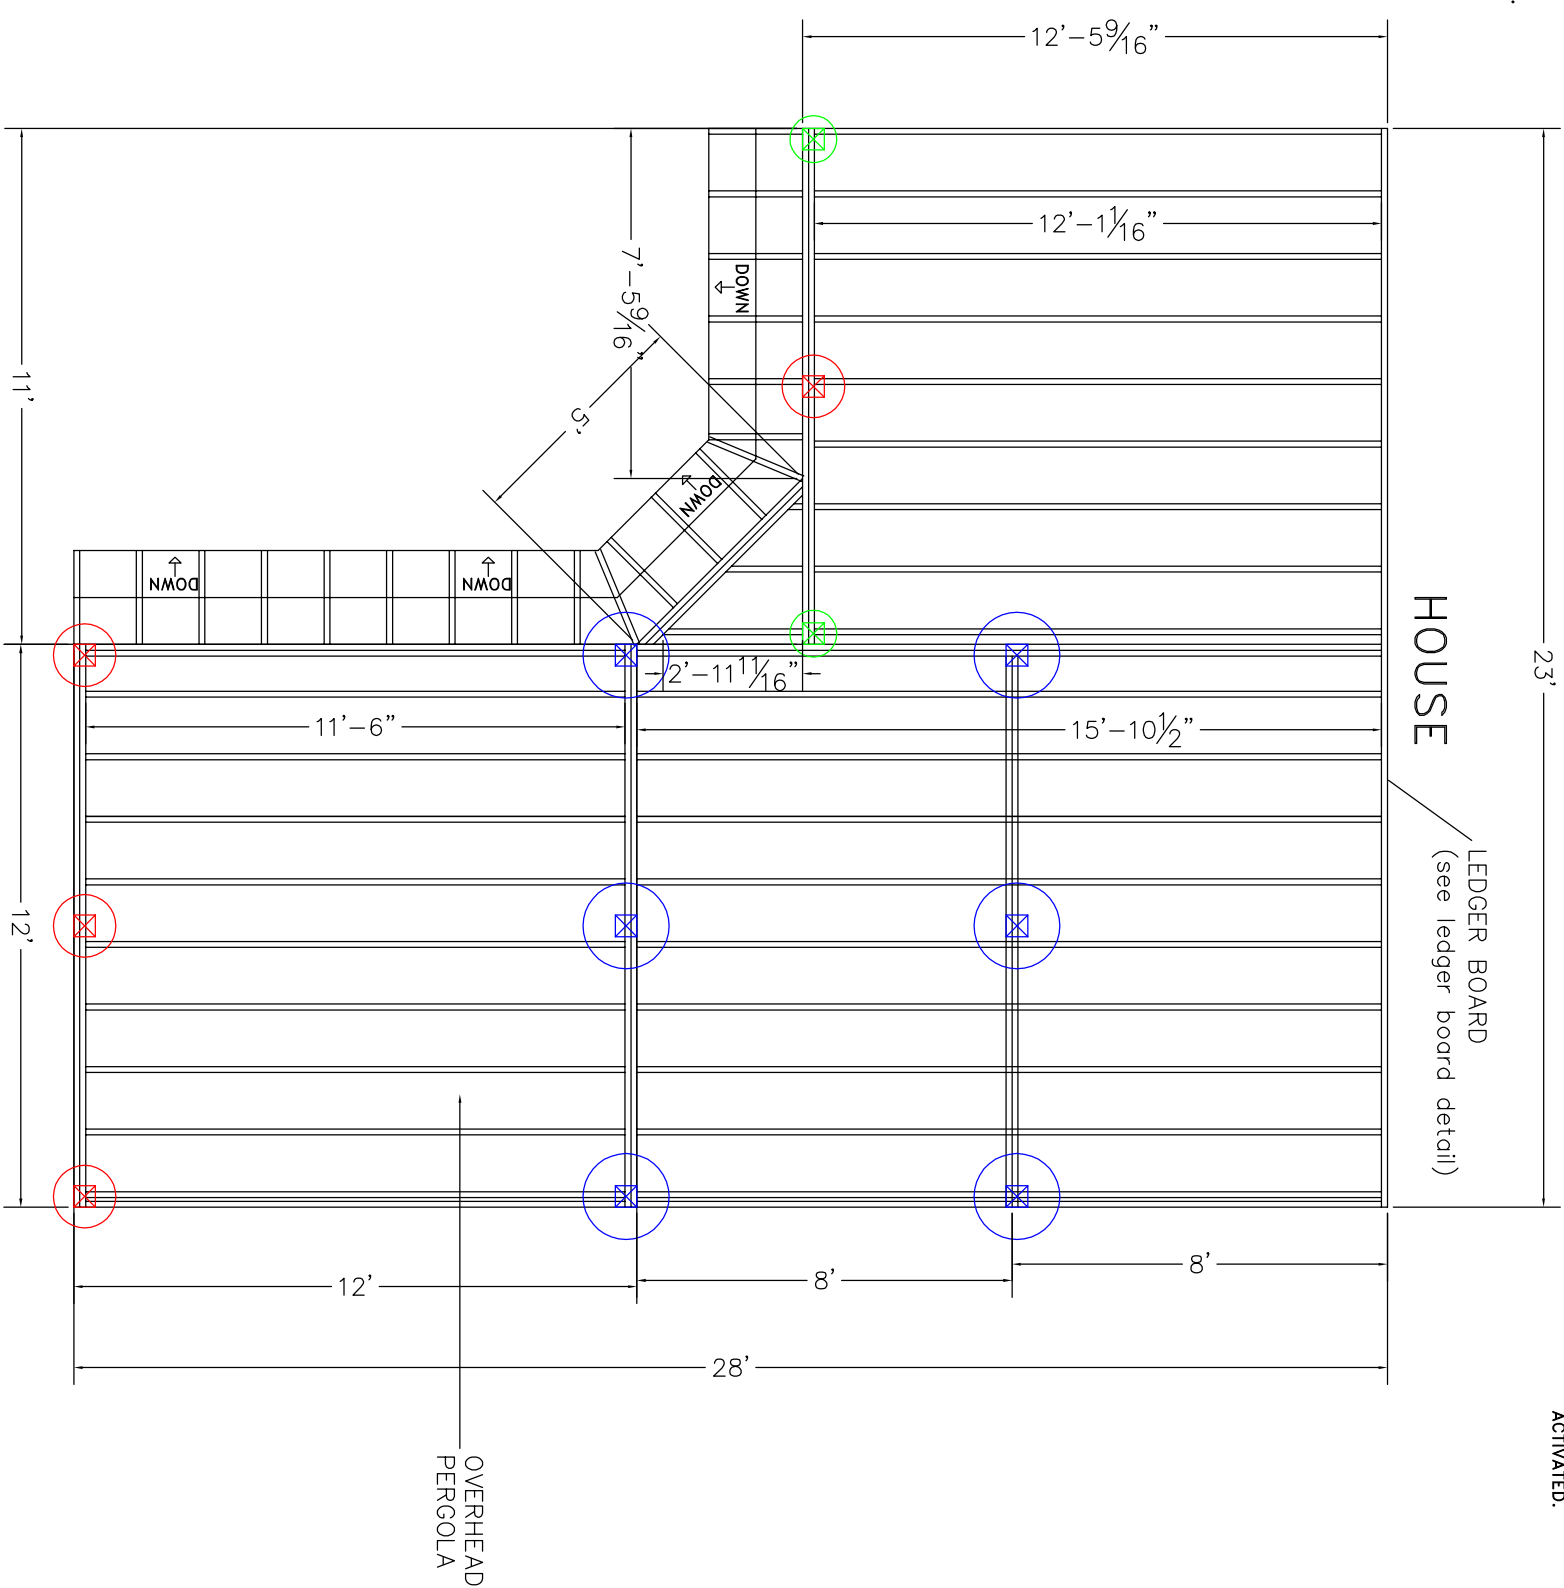 12'-5 9/16"
12'-1 1/16"
7'-5 9/16"
DOWN
5'
DOWN
11'
DOWN
DOWN
HOUSE
23'
2'-11 11/16"
11'-6"
15'-10 1/2"
LEDGER BOARD
(see ledger board detail)
12'
8'
8'
12'
28'
OVERHEAD
PERGOLA
ACTIVATED.